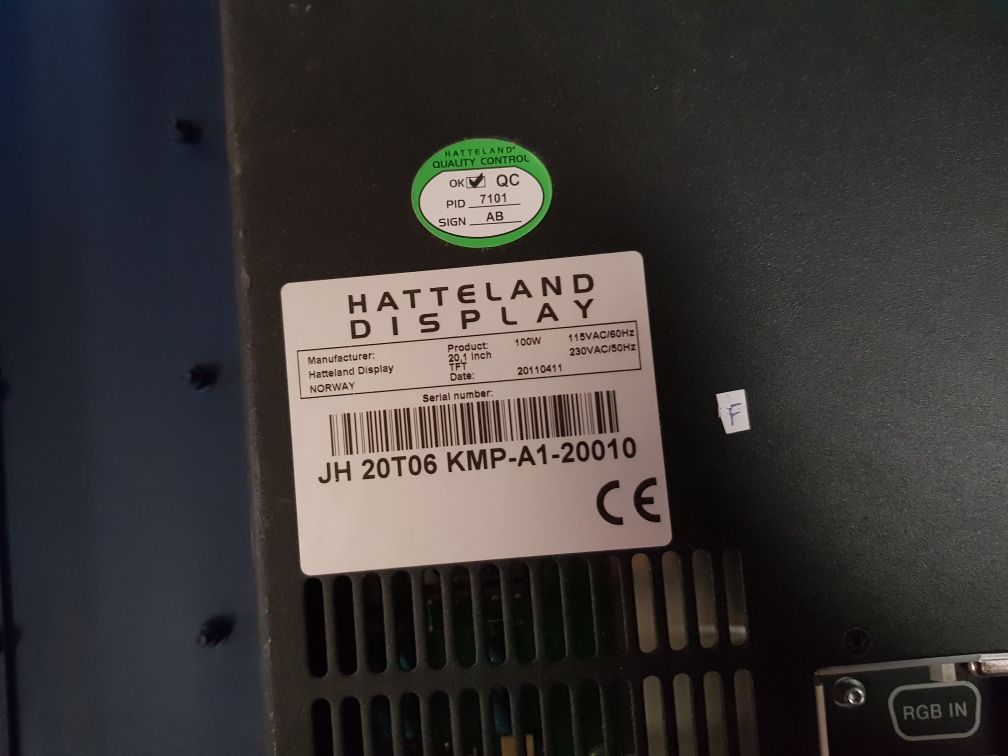 HATTELAND®
QUALITY CONTROL
OK QC
PID 7101
SIGN AB
HATTELAND
DISPLAY
Manufacturer:
Hatteland Display
NORWAY
Product:
20,1 inch
TFT
Date: 20110411
100W
115VAC/60Hz
230VAC/50Hz
Serial number:
JH 20T06 KMP-A1-20010
CE
F
RGB IN